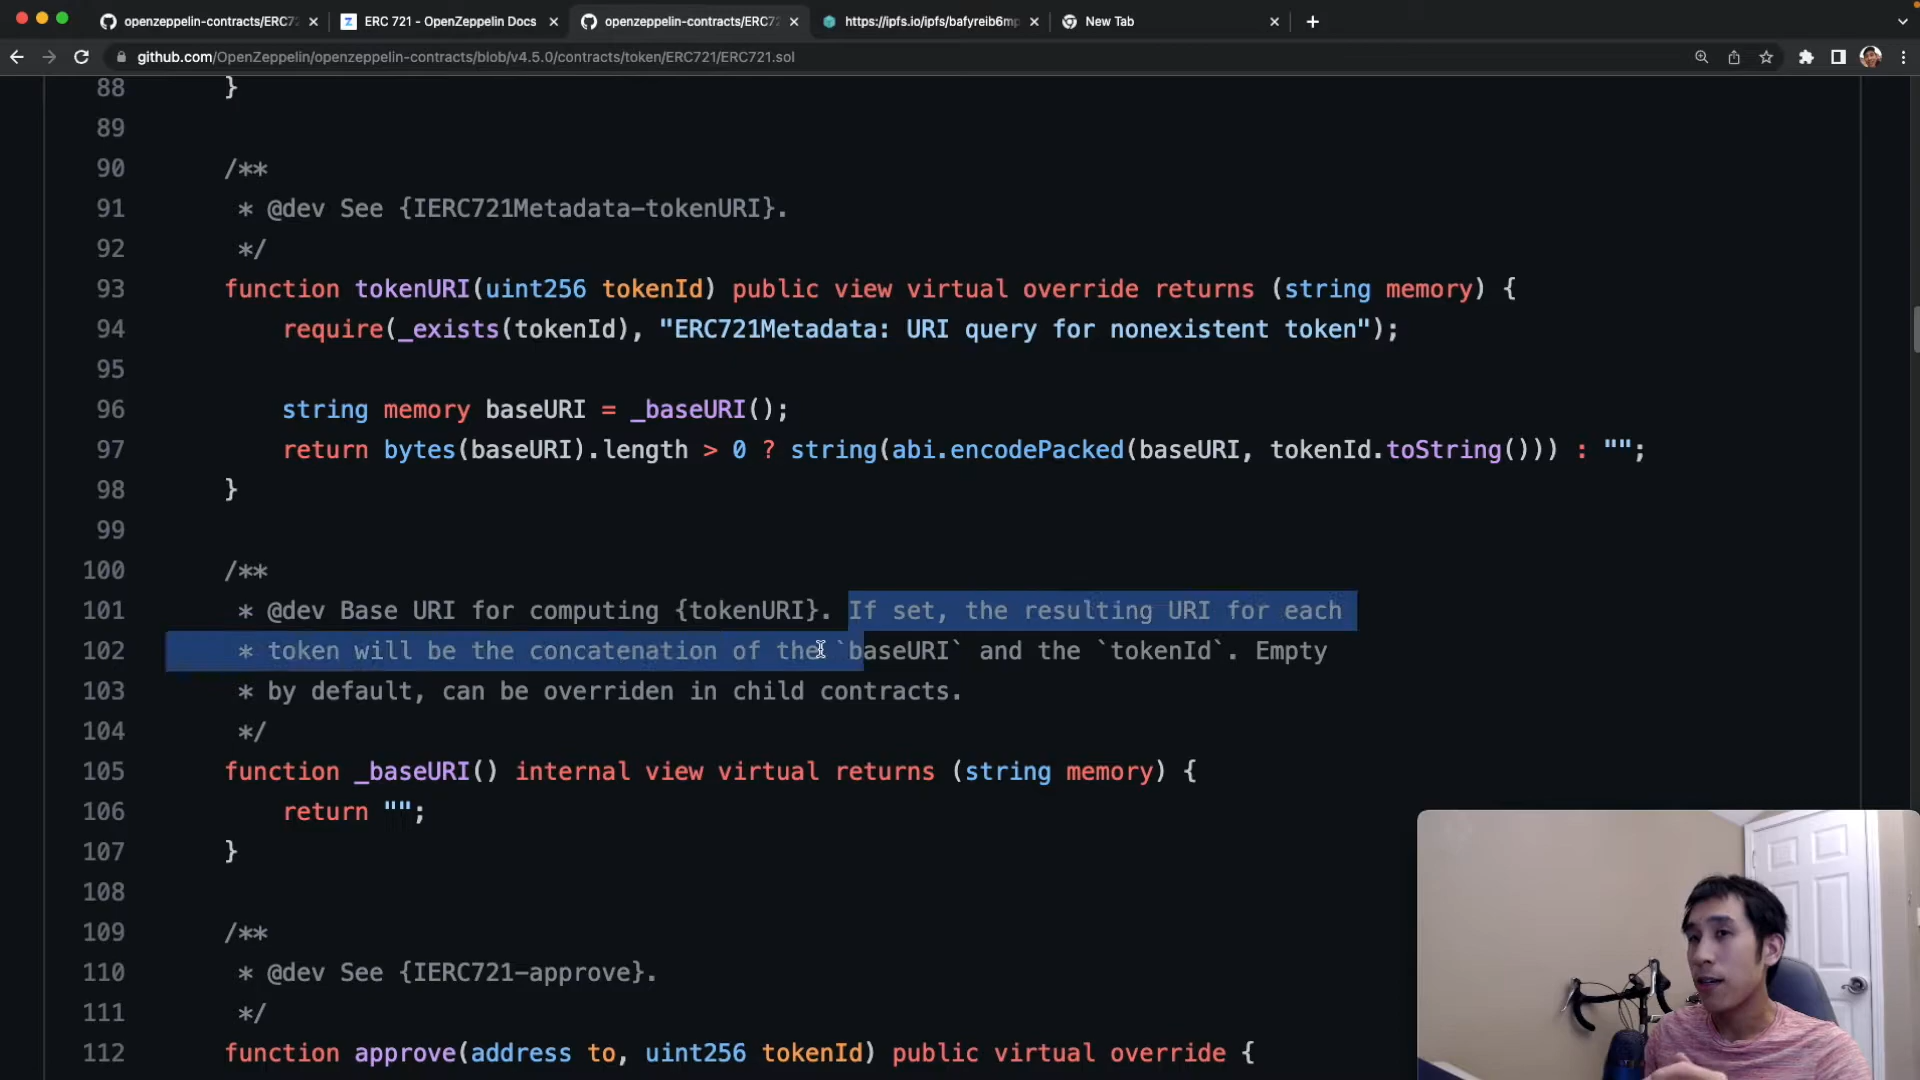 openzeppelin-contracts/ERC72
ERC 721 - OpenZeppelin Docs
openzeppelin-contracts/ERC72
https://ipfs.io/ipfs/bafyreib6mp
New Tab
github.com/OpenZeppelin/openzeppelin-contracts/blob/v4.5.0/contracts/token/ERC721/ERC721.sol
88 }
89
90 /**
91 * @dev See {IERC721Metadata-tokenURI}.
92 */
93 function tokenURI(uint256 tokenId) public view virtual override returns (string memory) {
94 require(_exists(tokenId), "ERC721Metadata: URI query for nonexistent token");
95
96 string memory baseURI = _baseURI();
97 return bytes(baseURI).length > 0 ? string(abi.encodePacked(baseURI, tokenId.toString())) : "";
98 }
99
100 /**
101 * @dev Base URI for computing {tokenURI}. If set, the resulting URI for each
102 * token will be the concatenation of the `baseURI` and the `tokenId`. Empty
103 * by default, can be overriden in child contracts.
104 */
105 function _baseURI() internal view virtual returns (string memory) {
106 return "";
107 }
108
109 /**
110 * @dev See {IERC721-approve}.
111 */
112 function approve(address to, uint256 tokenId) public virtual override {